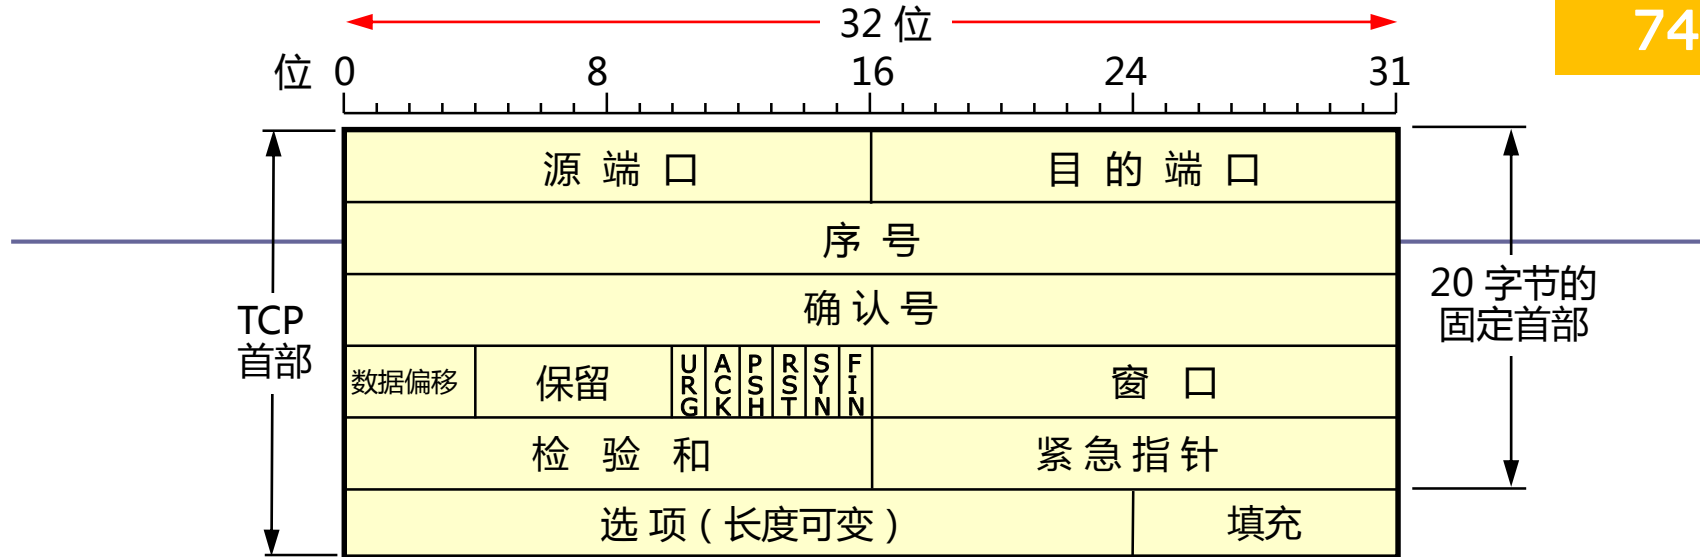 74
32 位
位 0 8 16 24 31
源 端 口 目 的 端 口
序 号
确 认 号
TCP
首部
20 字节的
固定首部
数据偏移 保留 URG ACK PSH RST SYN FIN 窗 口
检 验 和 紧 急 指 针
选 项 ( 长度可变 ) 填充